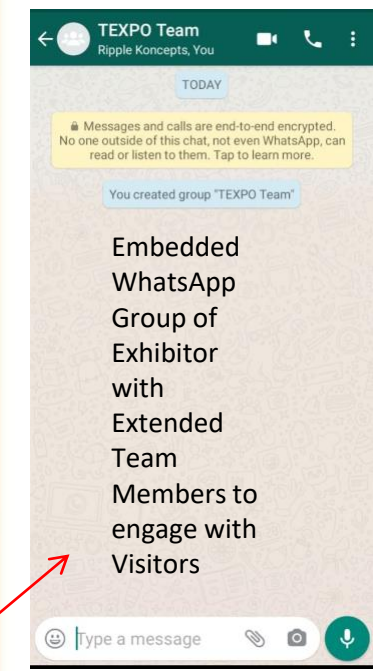 TEXPO Team
Ripple Koncepts, You
TODAY
Messages and calls are end-to-end encrypted.
No one outside of this chat, not even WhatsApp, can
read or listen to them. Tap to learn more.
You created group "TEXPO Team"
Embedded
WhatsApp
Group of
Exhibitor
with
Extended
Team
Members to
engage with
Visitors
Type a message